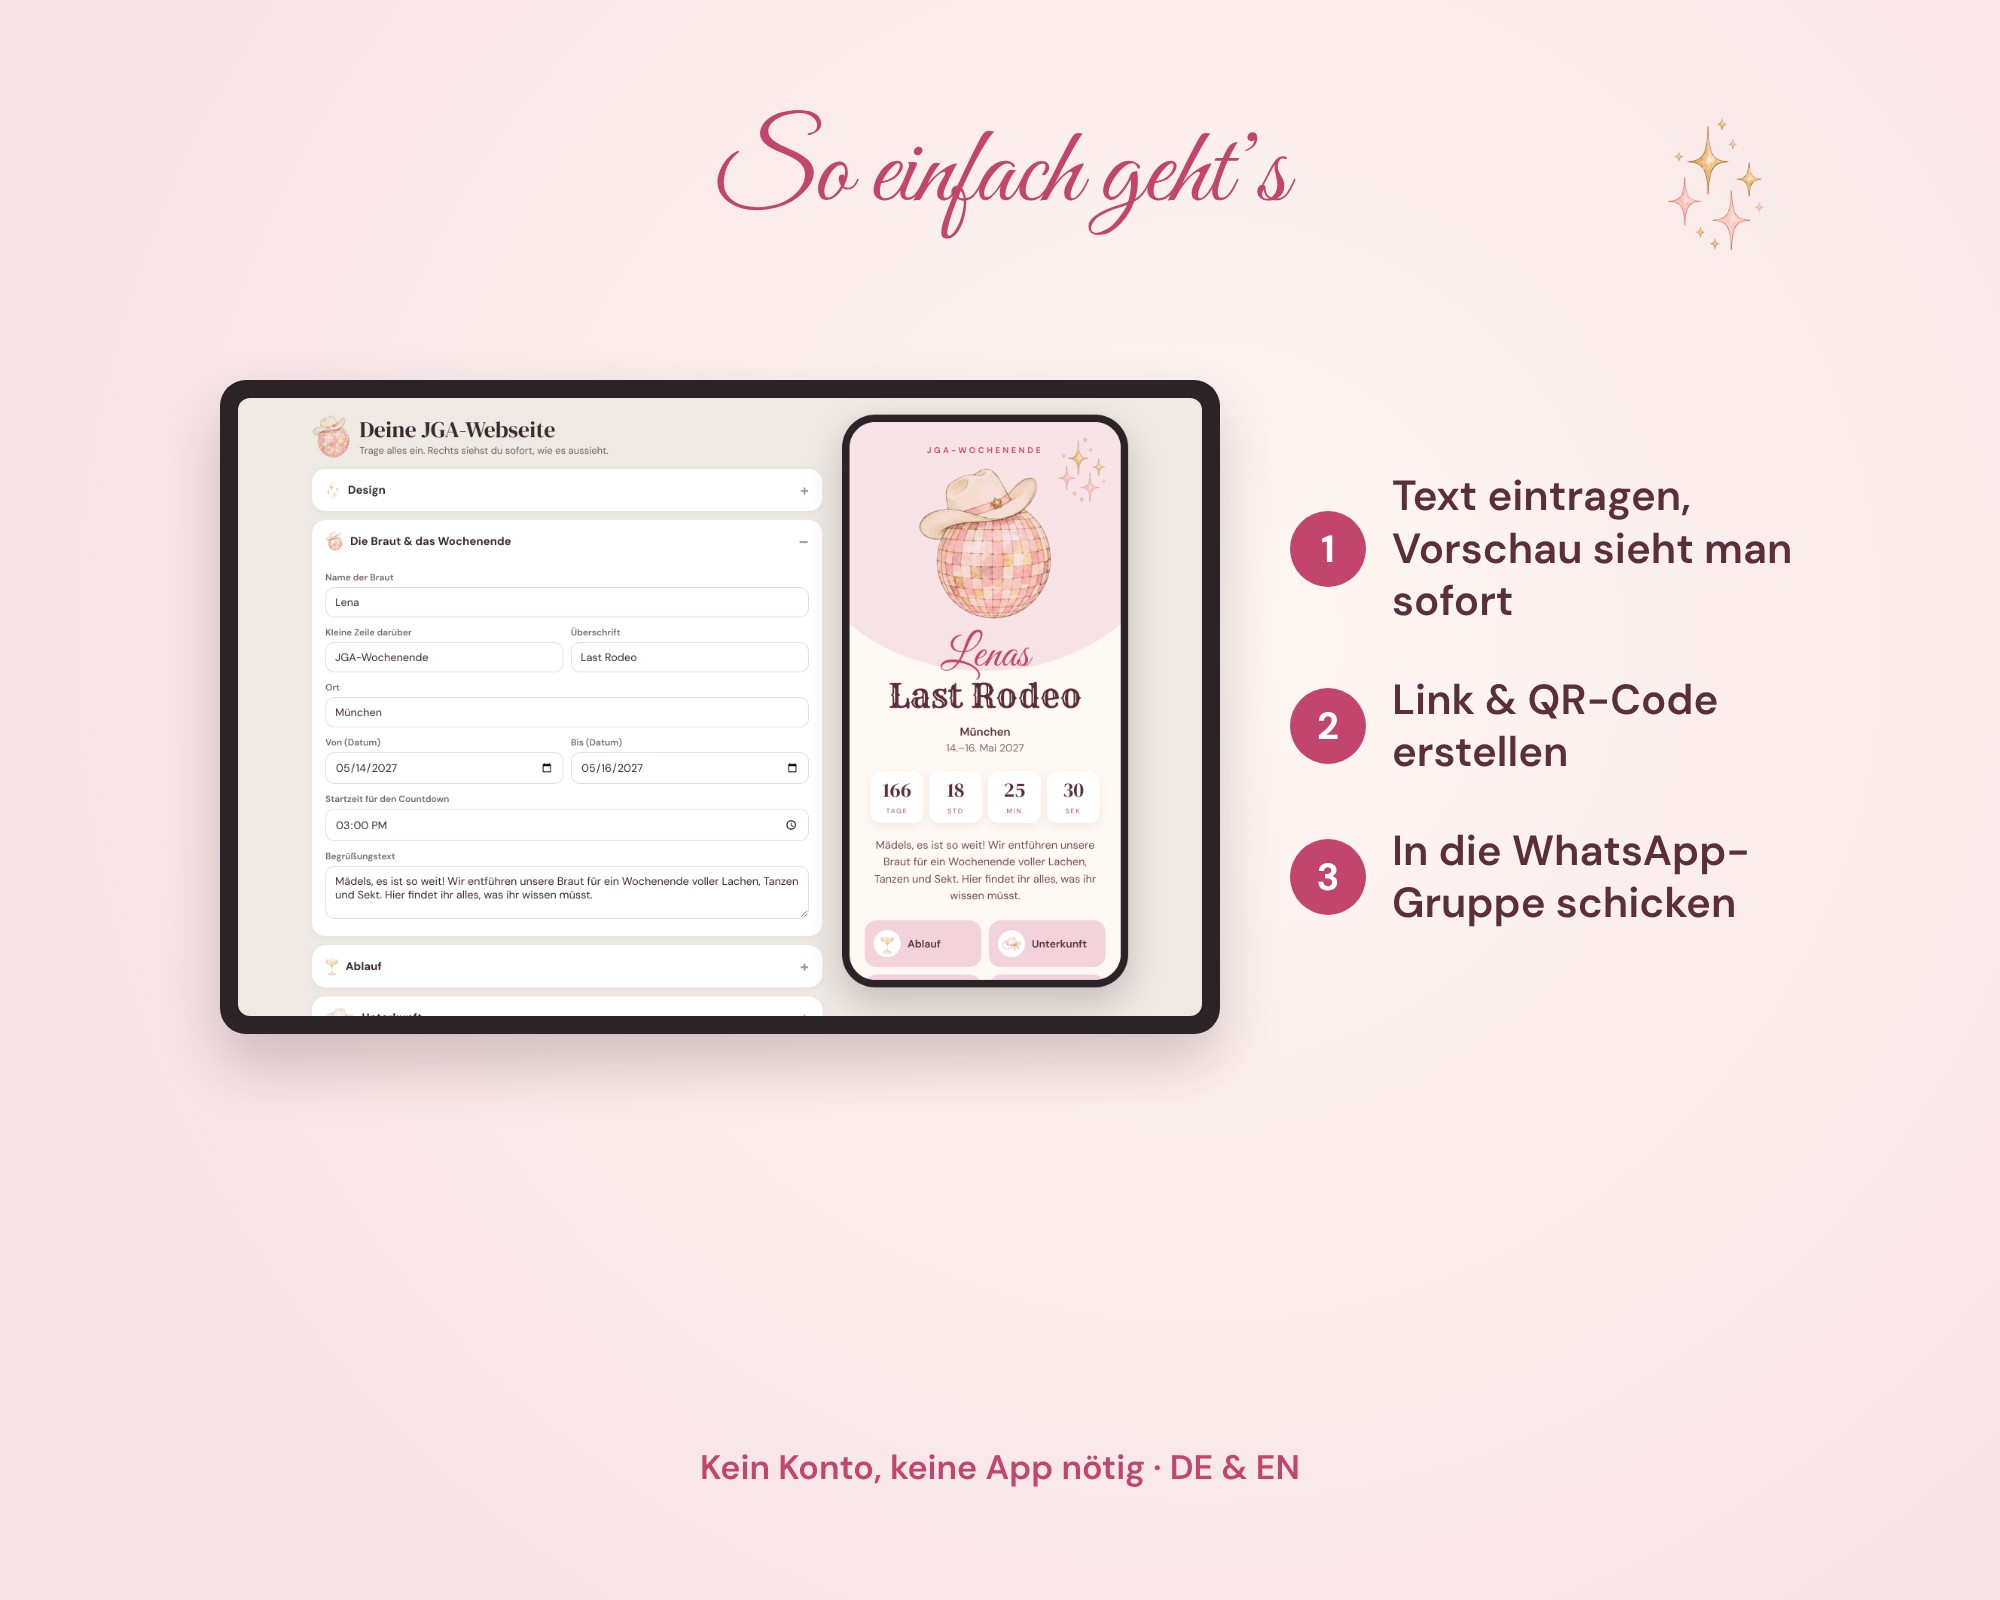 So einfach geht's
Deine JGA-Webseite
Trage alles ein. Rechts siehst du sofort, wie es aussieht.
Design
Die Braut & das Wochenende
Name der Braut
Lena
Kleine Zeile darüber
Überschrift
JGA-Wochenende
Last Rodeo
Ort
München
Von (Datum)
Bis (Datum)
05/14/2027
05/16/2027
Startzeit für den Countdown
03:00 PM
Begrüßungstext
Mädels, es ist so weit! Wir entführen unsere Braut für ein Wochenende voller Lachen, Tanzen
und Sekt. Hier findet ihr alles, was ihr wissen müsst.
Ablauf
Unterkunft
JGA-WOCHENENDE
Lenas
Last Rodeo
München
14.–16. Mai 2027
166
18
25
30
TAGE
STD
MIN
SEK
Mädels, es ist so weit! Wir entführen unsere
Braut für ein Wochenende voller Lachen,
Tanzen und Sekt. Hier findet ihr alles, was ihr
wissen müsst.
Ablauf
Unterkunft
1
Text eintragen,
Vorschau sieht man
sofort
2
Link & QR-Code
erstellen
3
In die WhatsApp-
Gruppe schicken
Kein Konto, keine App nötig · DE & EN